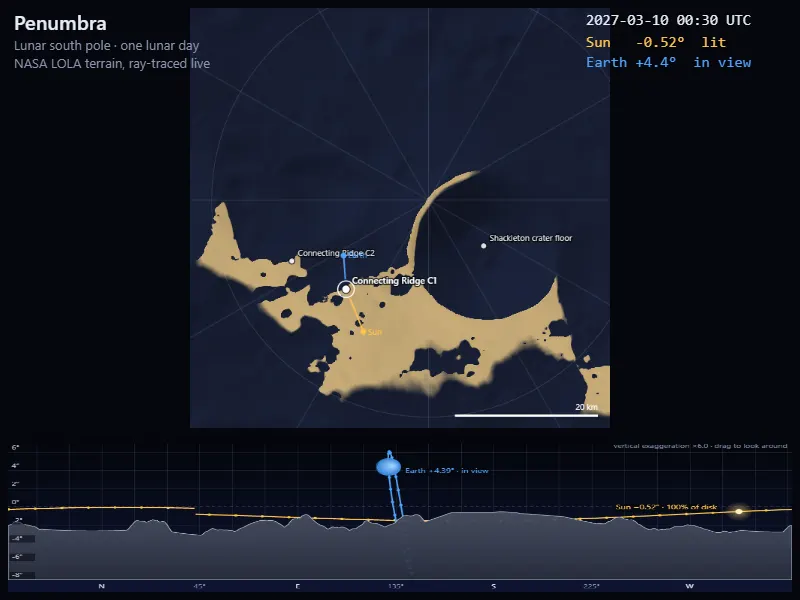 Penumbra
Lunar south pole · one lunar day
NASA LOLA terrain, ray-traced live
2027-03-10 00:30 UTC
Sun -0.52° lit
Earth +4.4° in view
Shackleton crater floor
Connecting Ridge C2
Connecting Ridge C1
Sun
20 km
vertical exaggeration ×6.0 · drag to look around
6°
4°
2°
0°
-2°
-4°
-6°
-8°
Earth +4.39° · in view
Sun -0.52° · 100% of disk
N
45°
E
135°
S
225°
W